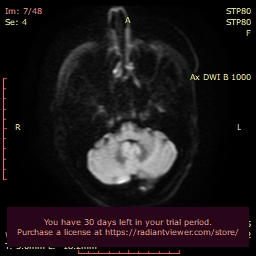 Im: 7/48
Se: 4
A
STP80
STP80
F
Ax DWI B 1000
R
L
You have 30 days left in your trial period.
Purchase a license at https://radiantviewer.com/store/